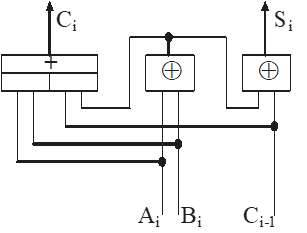 Ci Si
+ ⊕ ⊕
Ai Bi Ci-1